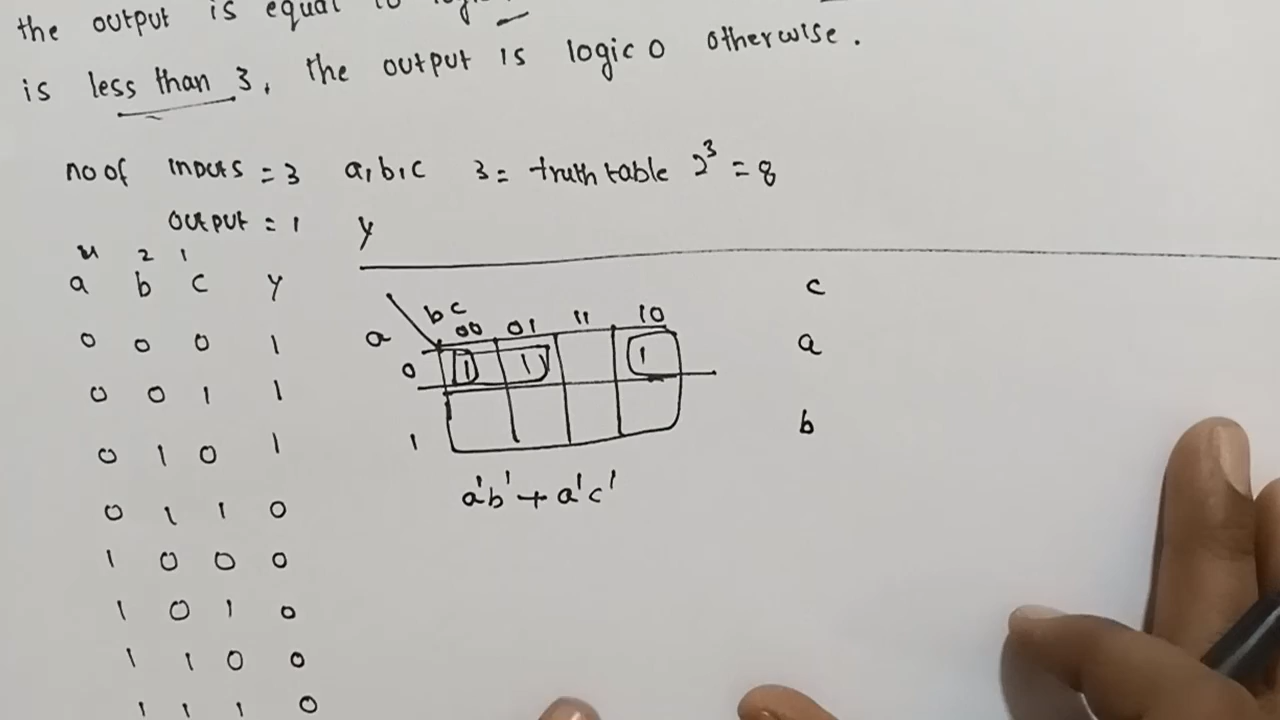 the output is equal to
is less than 3, the output is logic 0 otherwise.
no of inputs = 3 a, b, c 3 = truth table 2³ = 8
output = 1 y
4 2 1
a b c y
0 0 0 1
0 0 1 1
0 1 0 1
0 1 1 0
1 0 0 0
1 0 1 0
1 1 0 0
1 1 1 0
bc
a 00 01 11 10
0 1 1 1
1
a'b' + a'c'
c
a
b